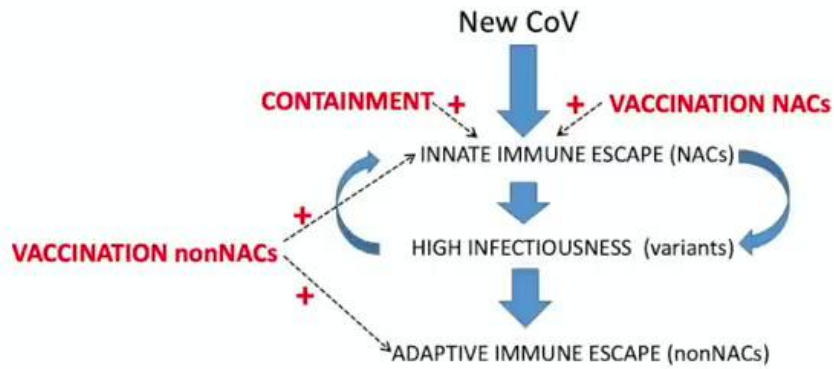 New CoV
CONTAINMENT + + VACCINATION NACs
INNATE IMMUNE ESCAPE (NACs)
+
VACCINATION nonNACs HIGH INFECTIOUSNESS (variants)
+
ADAPTIVE IMMUNE ESCAPE (nonNACs)